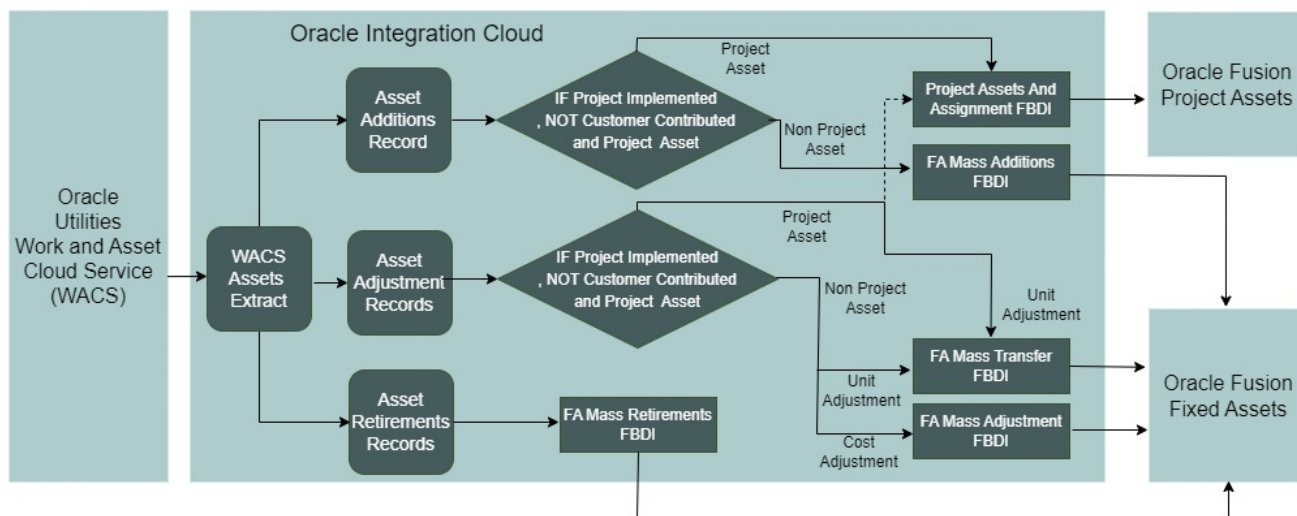 Oracle Integration Cloud
Oracle
Utilities
Work and Asset
Cloud Service
(WACS)
WACS
Assets
Extract
Asset
Additions
Record
IF Project Implemented
, NOT Customer Contributed
and Project Asset
Project
Asset
Non Project
Asset
Project Assets And
Assignment FBDI
FA Mass Additions
FBDI
Oracle Fusion
Project Assets
Asset
Adjustment
Records
IF Project Implemented
, NOT Customer Contributed
and Project Asset
Project
Asset
Non Project
Asset
Unit
Adjustment
FA Mass Transfer
FBDI
Unit
Adjustment
FA Mass Adjustment
FBDI
Cost
Adjustment
Oracle Fusion
Fixed Assets
Asset
Retirements
Records
FA Mass Retirements
FBDI